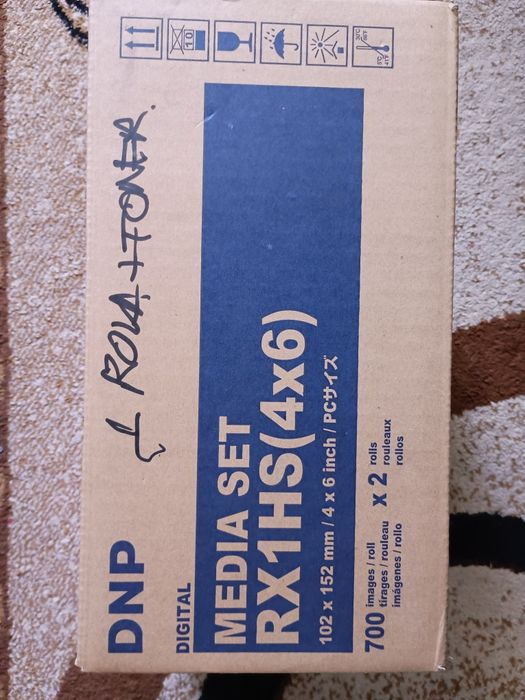 1 ROLA + TONER.
DNP
DIGITAL
MEDIA SET
RX1HS(4x6)
102 x 152 mm / 4 x 6 inch / PCサイズ
700 images / roll x 2 rolls
tirages / rouleau rouleaux
imágenes / rollo rollos
10